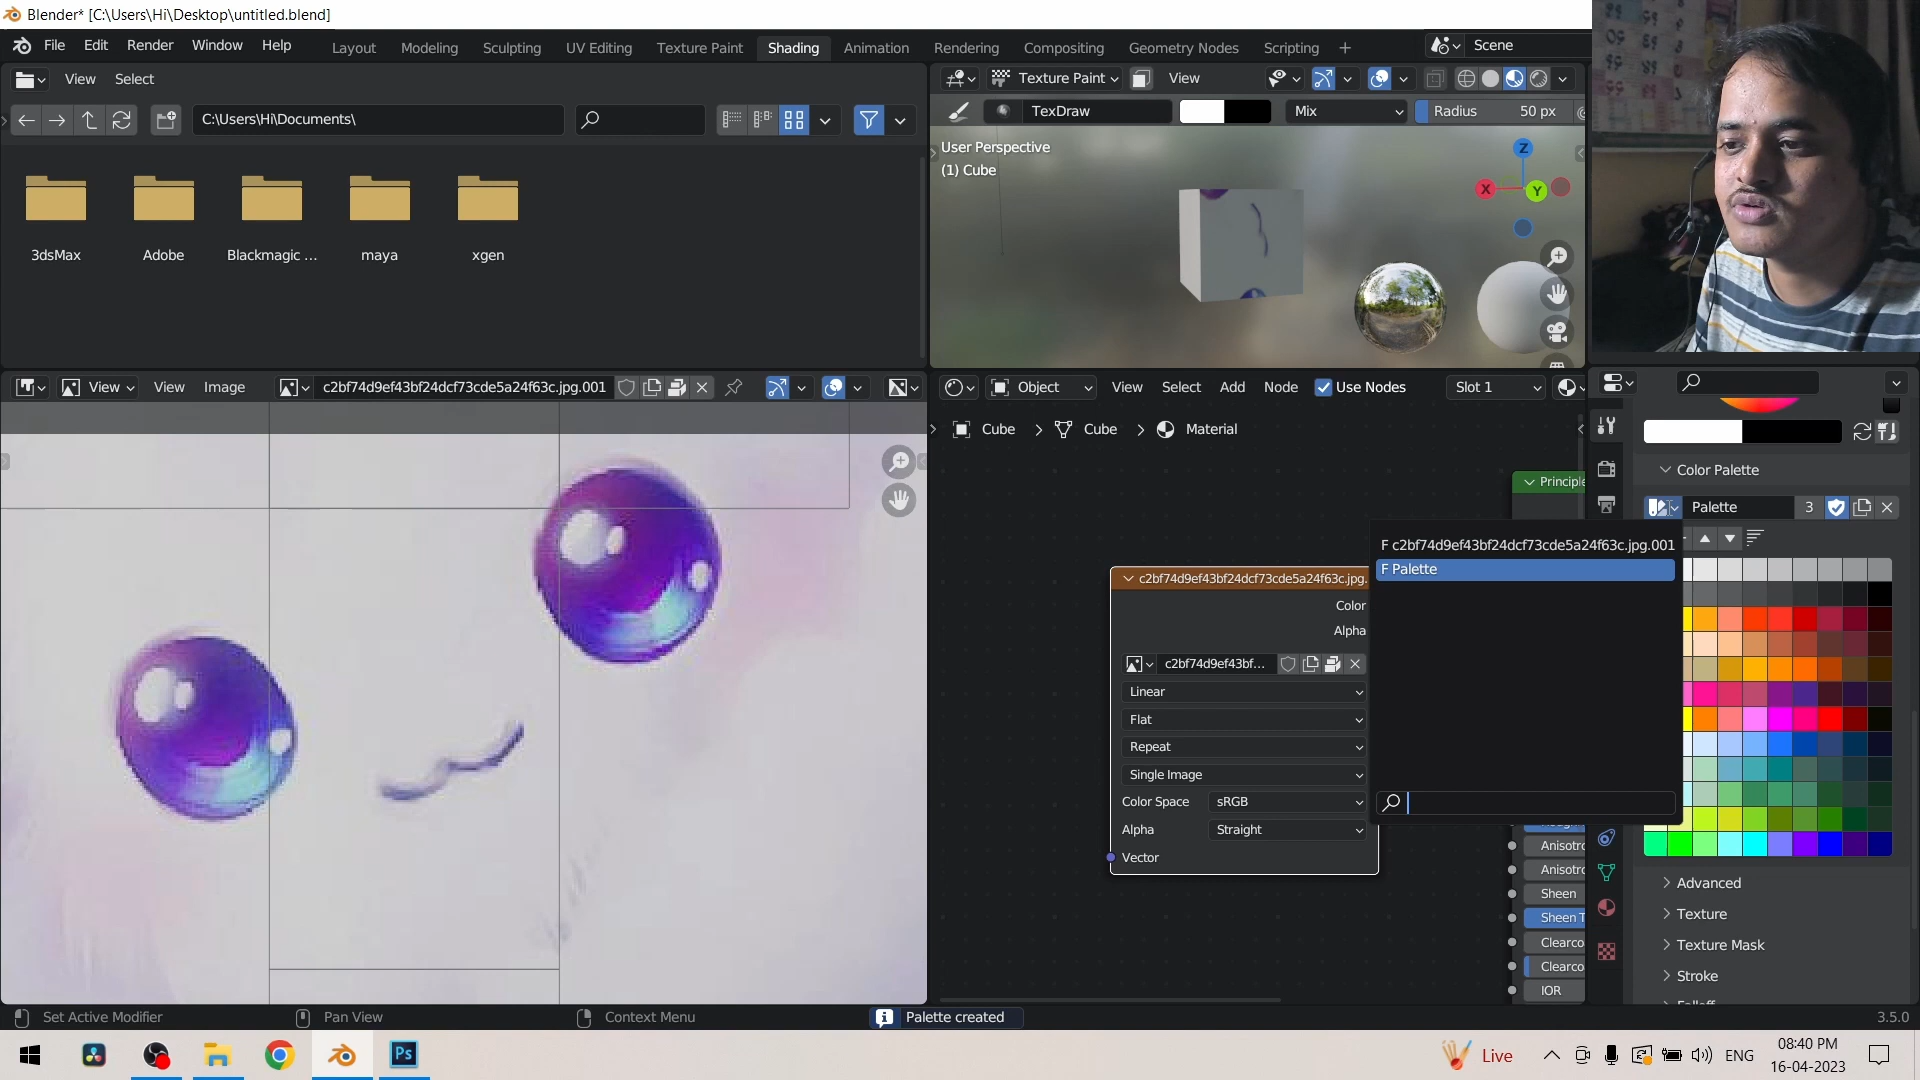 Blender* [C:\Users\Hi\Desktop\untitled.blend]
File Edit Render Window Help Layout Modeling Sculpting UV Editing Texture Paint Shading Animation Rendering Compositing Geometry Nodes Scripting + Scene
View Select
C:\Users\Hi\Documents\
3dsMax Adobe Blackmagic ... maya xgen
Texture Paint View
TexDraw Mix Radius 50 px
User Perspective
(1) Cube
Z
X Y
View View Image c2bf74d9ef43bf24dcf73cde5a24f63c.jpg.001
Object View Select Add Node Use Nodes Slot 1
Cube > Cube > Material
Principle
c2bf74d9ef43bf24dcf73cde5a24f63c.jpg.
Color
Alpha
c2bf74d9ef43bf...
Linear
Flat
Repeat
Single Image
Color Space sRGB
Alpha Straight
Vector
F c2bf74d9ef43bf24dcf73cde5a24f63c.jpg.001
F Palette
Anisotro
Anisotro
Sheen
Sheen T
Clearco
Clearco
IOR
Color Palette
Palette 3
Advanced
Texture
Texture Mask
Stroke
Set Active Modifier Pan View Context Menu Palette created 3.5.0
Ps
Live ENG 08:40 PM
16-04-2023